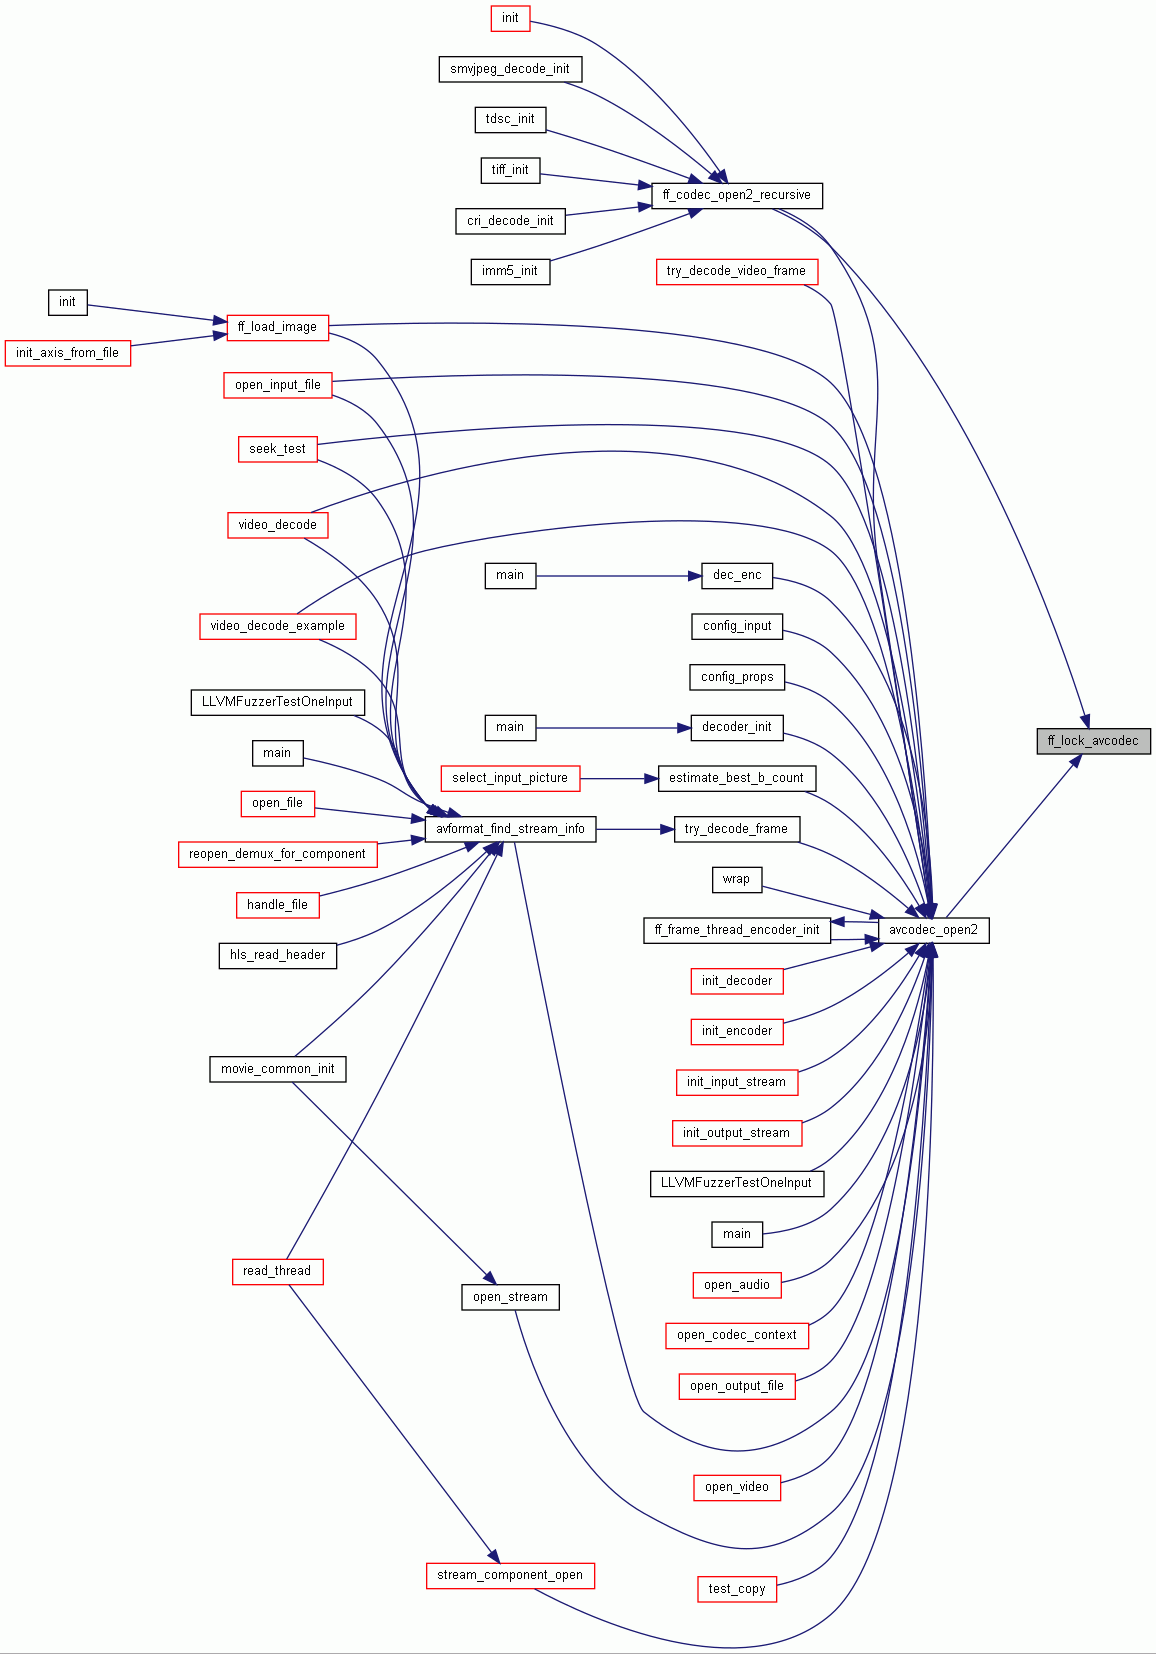 init
smvjpeg_decode_init
tdsc_init
tiff_init
ff_codec_open2_recursive
cri_decode_init
imm5_init
try_decode_video_frame
init
ff_load_image
init_axis_from_file
open_input_file
seek_test
video_decode
main
dec_enc
video_decode_example
config_input
config_props
LLVMFuzzerTestOneInput
main
decoder_init
ff_lock_avcodec
main
select_input_picture
estimate_best_b_count
open_file
avformat_find_stream_info
try_decode_frame
reopen_demux_for_component
wrap
handle_file
ff_frame_thread_encoder_init
avcodec_open2
hls_read_header
init_decoder
init_encoder
movie_common_init
init_input_stream
init_output_stream
LLVMFuzzerTestOneInput
main
read_thread
open_audio
open_stream
open_codec_context
open_output_file
open_video
stream_component_open
test_copy